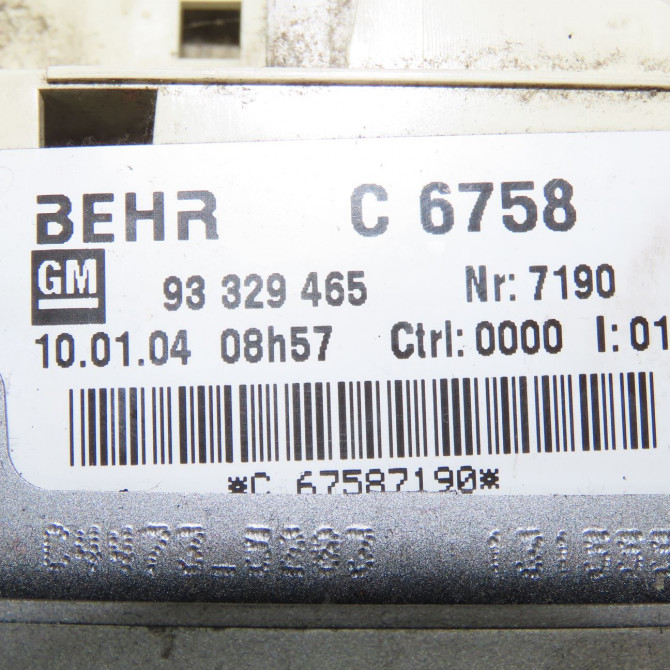 BEHR C 6758
GM 93 329 465 Nr: 7190
10.01.04 08h57 Ctrl: 0000 I: 01
*C 67587190*